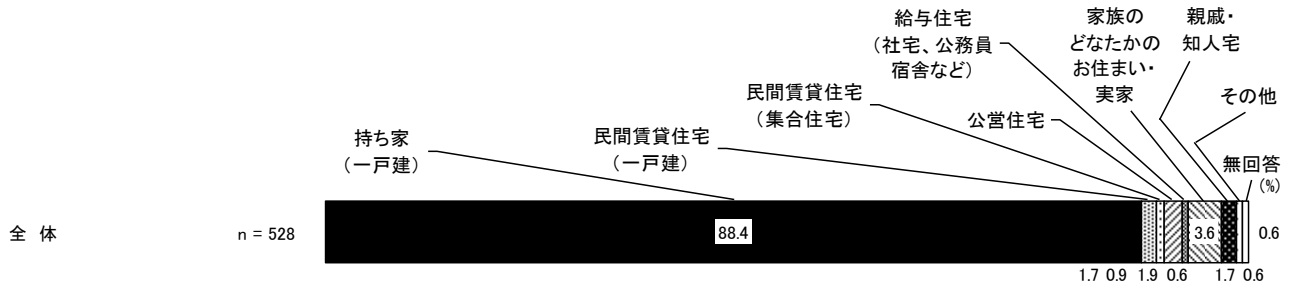 給与住宅
（社宅、公務員
宿舎など）
家族の
どなたかの
お住まい・
実家
親戚・
知人宅
民間賃貸住宅
（集合住宅）
その他
持ち家
（一戸建）
民間賃貸住宅
（一戸建）
公営住宅
無回答
(%)
全 体
n = 528
88.4
3.6
0.6
1.7 0.9 1.9 0.6 1.7 0.6